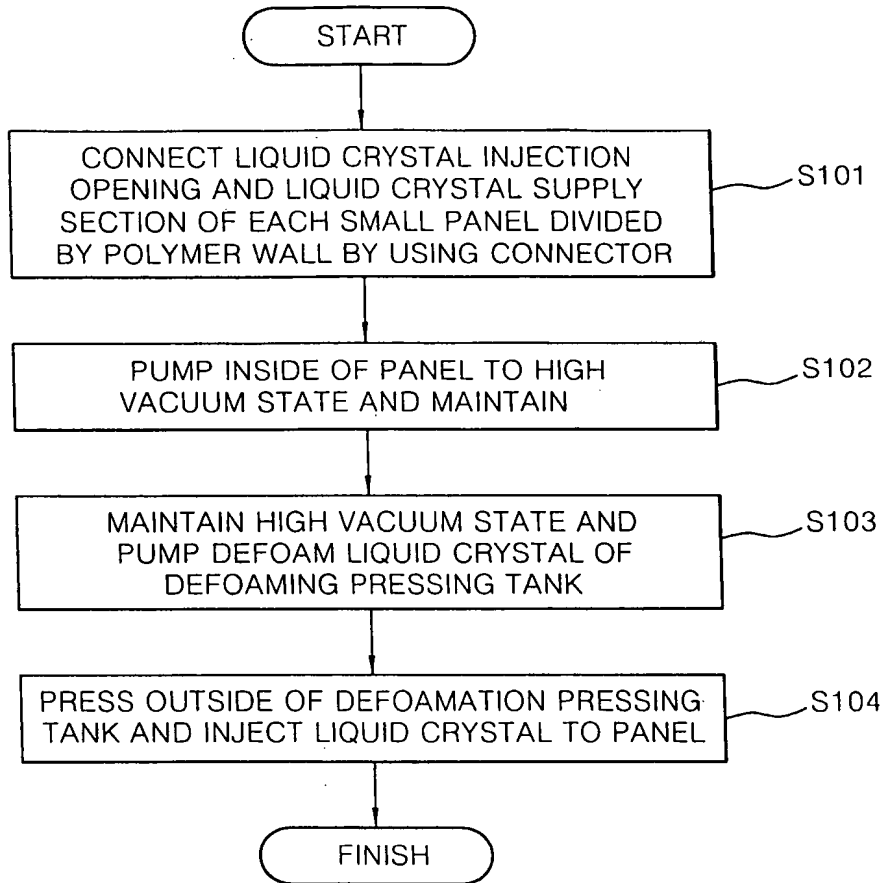 START
CONNECT LIQUID CRYSTAL INJECTION
OPENING AND LIQUID CRYSTAL SUPPLY
SECTION OF EACH SMALL PANEL DIVIDED
BY POLYMER WALL BY USING CONNECTOR
S101
PUMP INSIDE OF PANEL TO HIGH
VACUUM STATE AND MAINTAIN
S102
MAINTAIN HIGH VACUUM STATE AND
PUMP DEFOAM LIQUID CRYSTAL OF
DEFOAMING PRESSING TANK
S103
PRESS OUTSIDE OF DEFOAMATION PRESSING
TANK AND INJECT LIQUID CRYSTAL TO PANEL
S104
FINISH